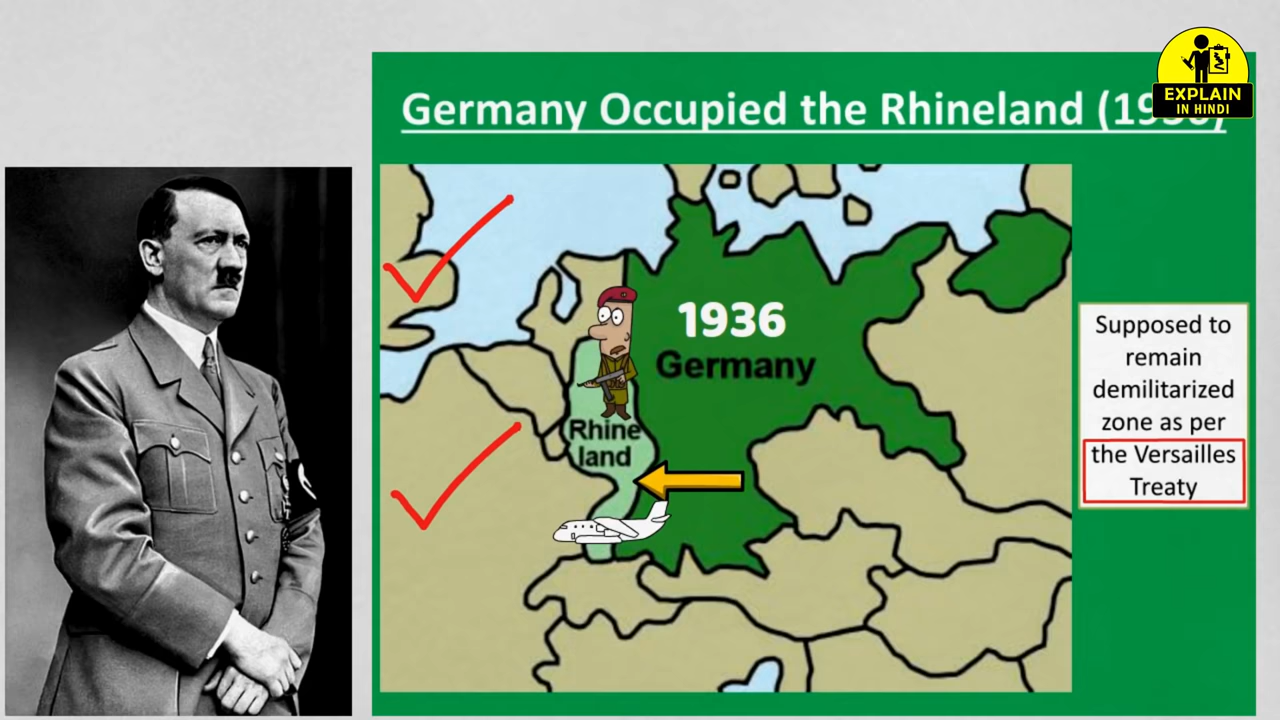 EXPLAIN
IN HINDI
Germany Occupied the Rhineland
1936
Germany
Rhine
land
Supposed to
remain
demilitarized
zone as per
the Versailles
Treaty